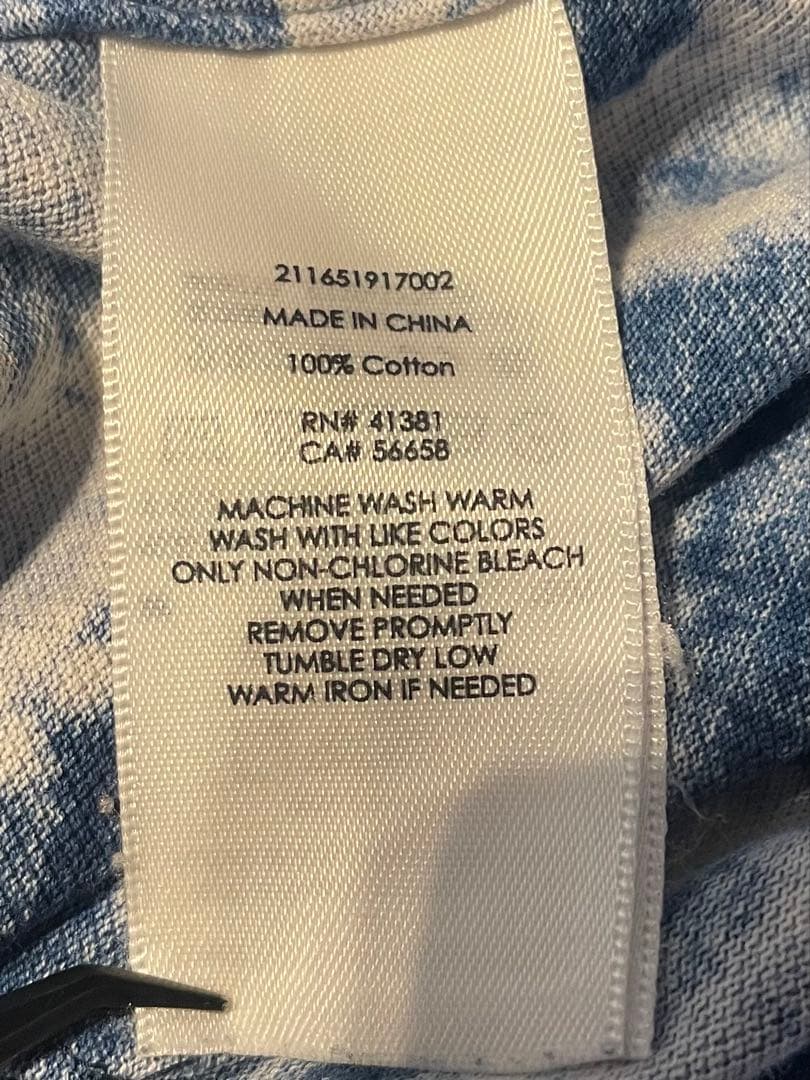 211651917002
MADE IN CHINA
100% Cotton
RN# 41381
CA# 56658
MACHINE WASH WARM
WASH WITH LIKE COLORS
ONLY NON-CHLORINE BLEACH
WHEN NEEDED
REMOVE PROMPTLY
TUMBLE DRY LOW
WARM IRON IF NEEDED